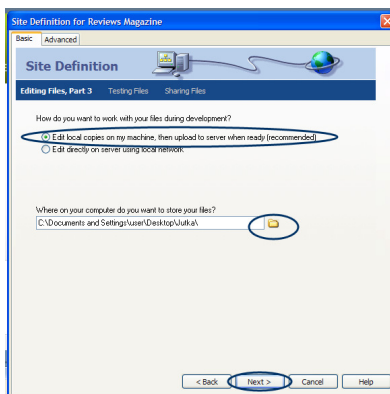 Site Definition for Reviews Magazine
Basic Advanced
Site Definition
Editing Files, Part 3 Testing Files Sharing Files
How do you want to work with your files during development?
Edit local copies on my machine, then upload to server when ready (recommended)
Edit directly on server using local network
Where on your computer do you want to store your files?
C:\Documents and Settings\user\Desktop\Jutka\
< Back Next > Cancel Help